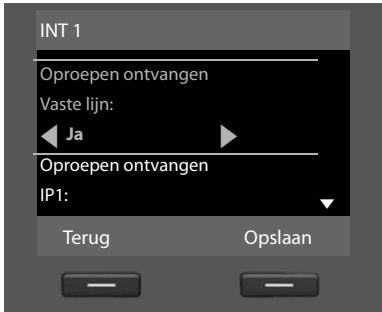 INT 1
Oproepen ontvangen
Vaste lijn:
Ja
Oproepen ontvangen
IP1:
Terug Opslaan